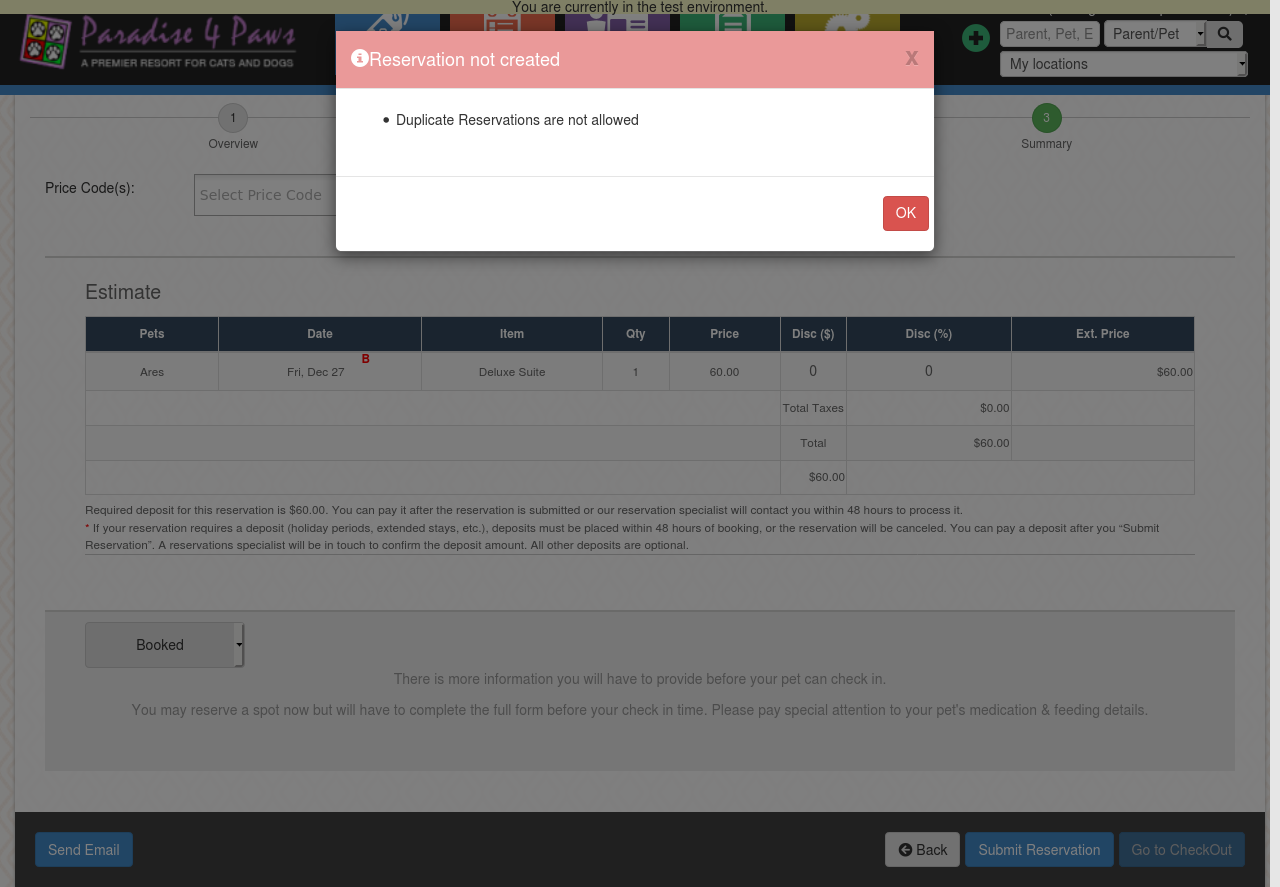 You are currently in the test environment.
Paradise 4 Paws
A PREMIER RESORT FOR CATS AND DOGS
Parent, Pet, E
Parent/Pet
My locations
Reservation not created
X
Duplicate Reservations are not allowed
OK
1
Overview
3
Summary
Price Code(s):
Select Price Code
Estimate
Pets Date Item Qty Price Disc ($) Disc (%) Ext. Price
B
Ares Fri, Dec 27 Deluxe Suite 1 60.00 0 0 $60.00
Total Taxes $0.00
Total $60.00
$60.00
Required deposit for this reservation is $60.00. You can pay it after the reservation is submitted or our reservation specialist will contact you within 48 hours to process it.
* If your reservation requires a deposit (holiday periods, extended stays, etc.), deposits must be placed within 48 hours of booking, or the reservation will be canceled. You can pay a deposit after you “Submit
Reservation”. A reservations specialist will be in touch to confirm the deposit amount. All other deposits are optional.
Booked
There is more information you will have to provide before your pet can check in.
You may reserve a spot now but will have to complete the full form before your check in time. Please pay special attention to your pet's medication & feeding details.
Send Email
Back
Submit Reservation
Go to CheckOut